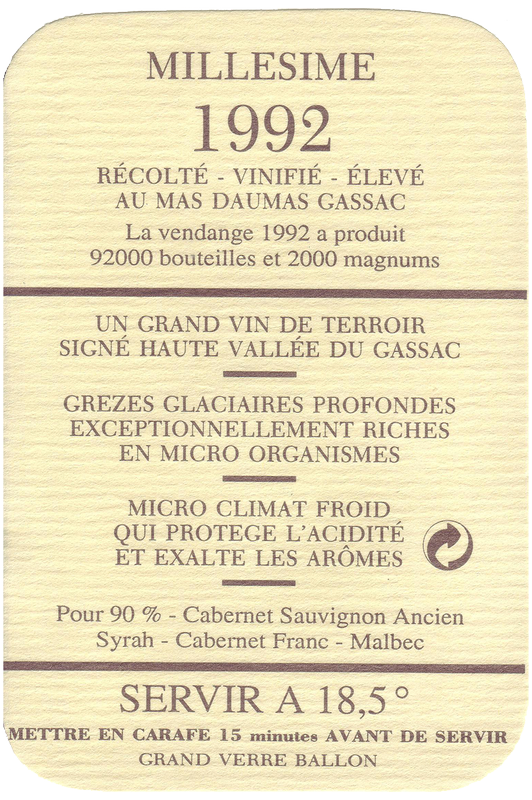 MILLESIME
1992
RÉCOLTÉ - VINIFIÉ - ÉLEVÉ
AU MAS DAUMAS GASSAC
La vendange 1992 a produit
92000 bouteilles et 2000 magnums
UN GRAND VIN DE TERROIR
SIGNÉ HAUTE VALLÉE DU GASSAC
GREZES GLACIAIRES PROFONDES
EXCEPTIONNELLEMENT RICHES
EN MICRO ORGANISMES
MICRO CLIMAT FROID
QUI PROTEGE L'ACIDITÉ
ET EXALTE LES ARÔMES
Pour 90 % - Cabernet Sauvignon Ancien
Syrah - Cabernet Franc - Malbec
SERVIR A 18,5°
METTRE EN CARAFE 15 minutes AVANT DE SERVIR
GRAND VERRE BALLON